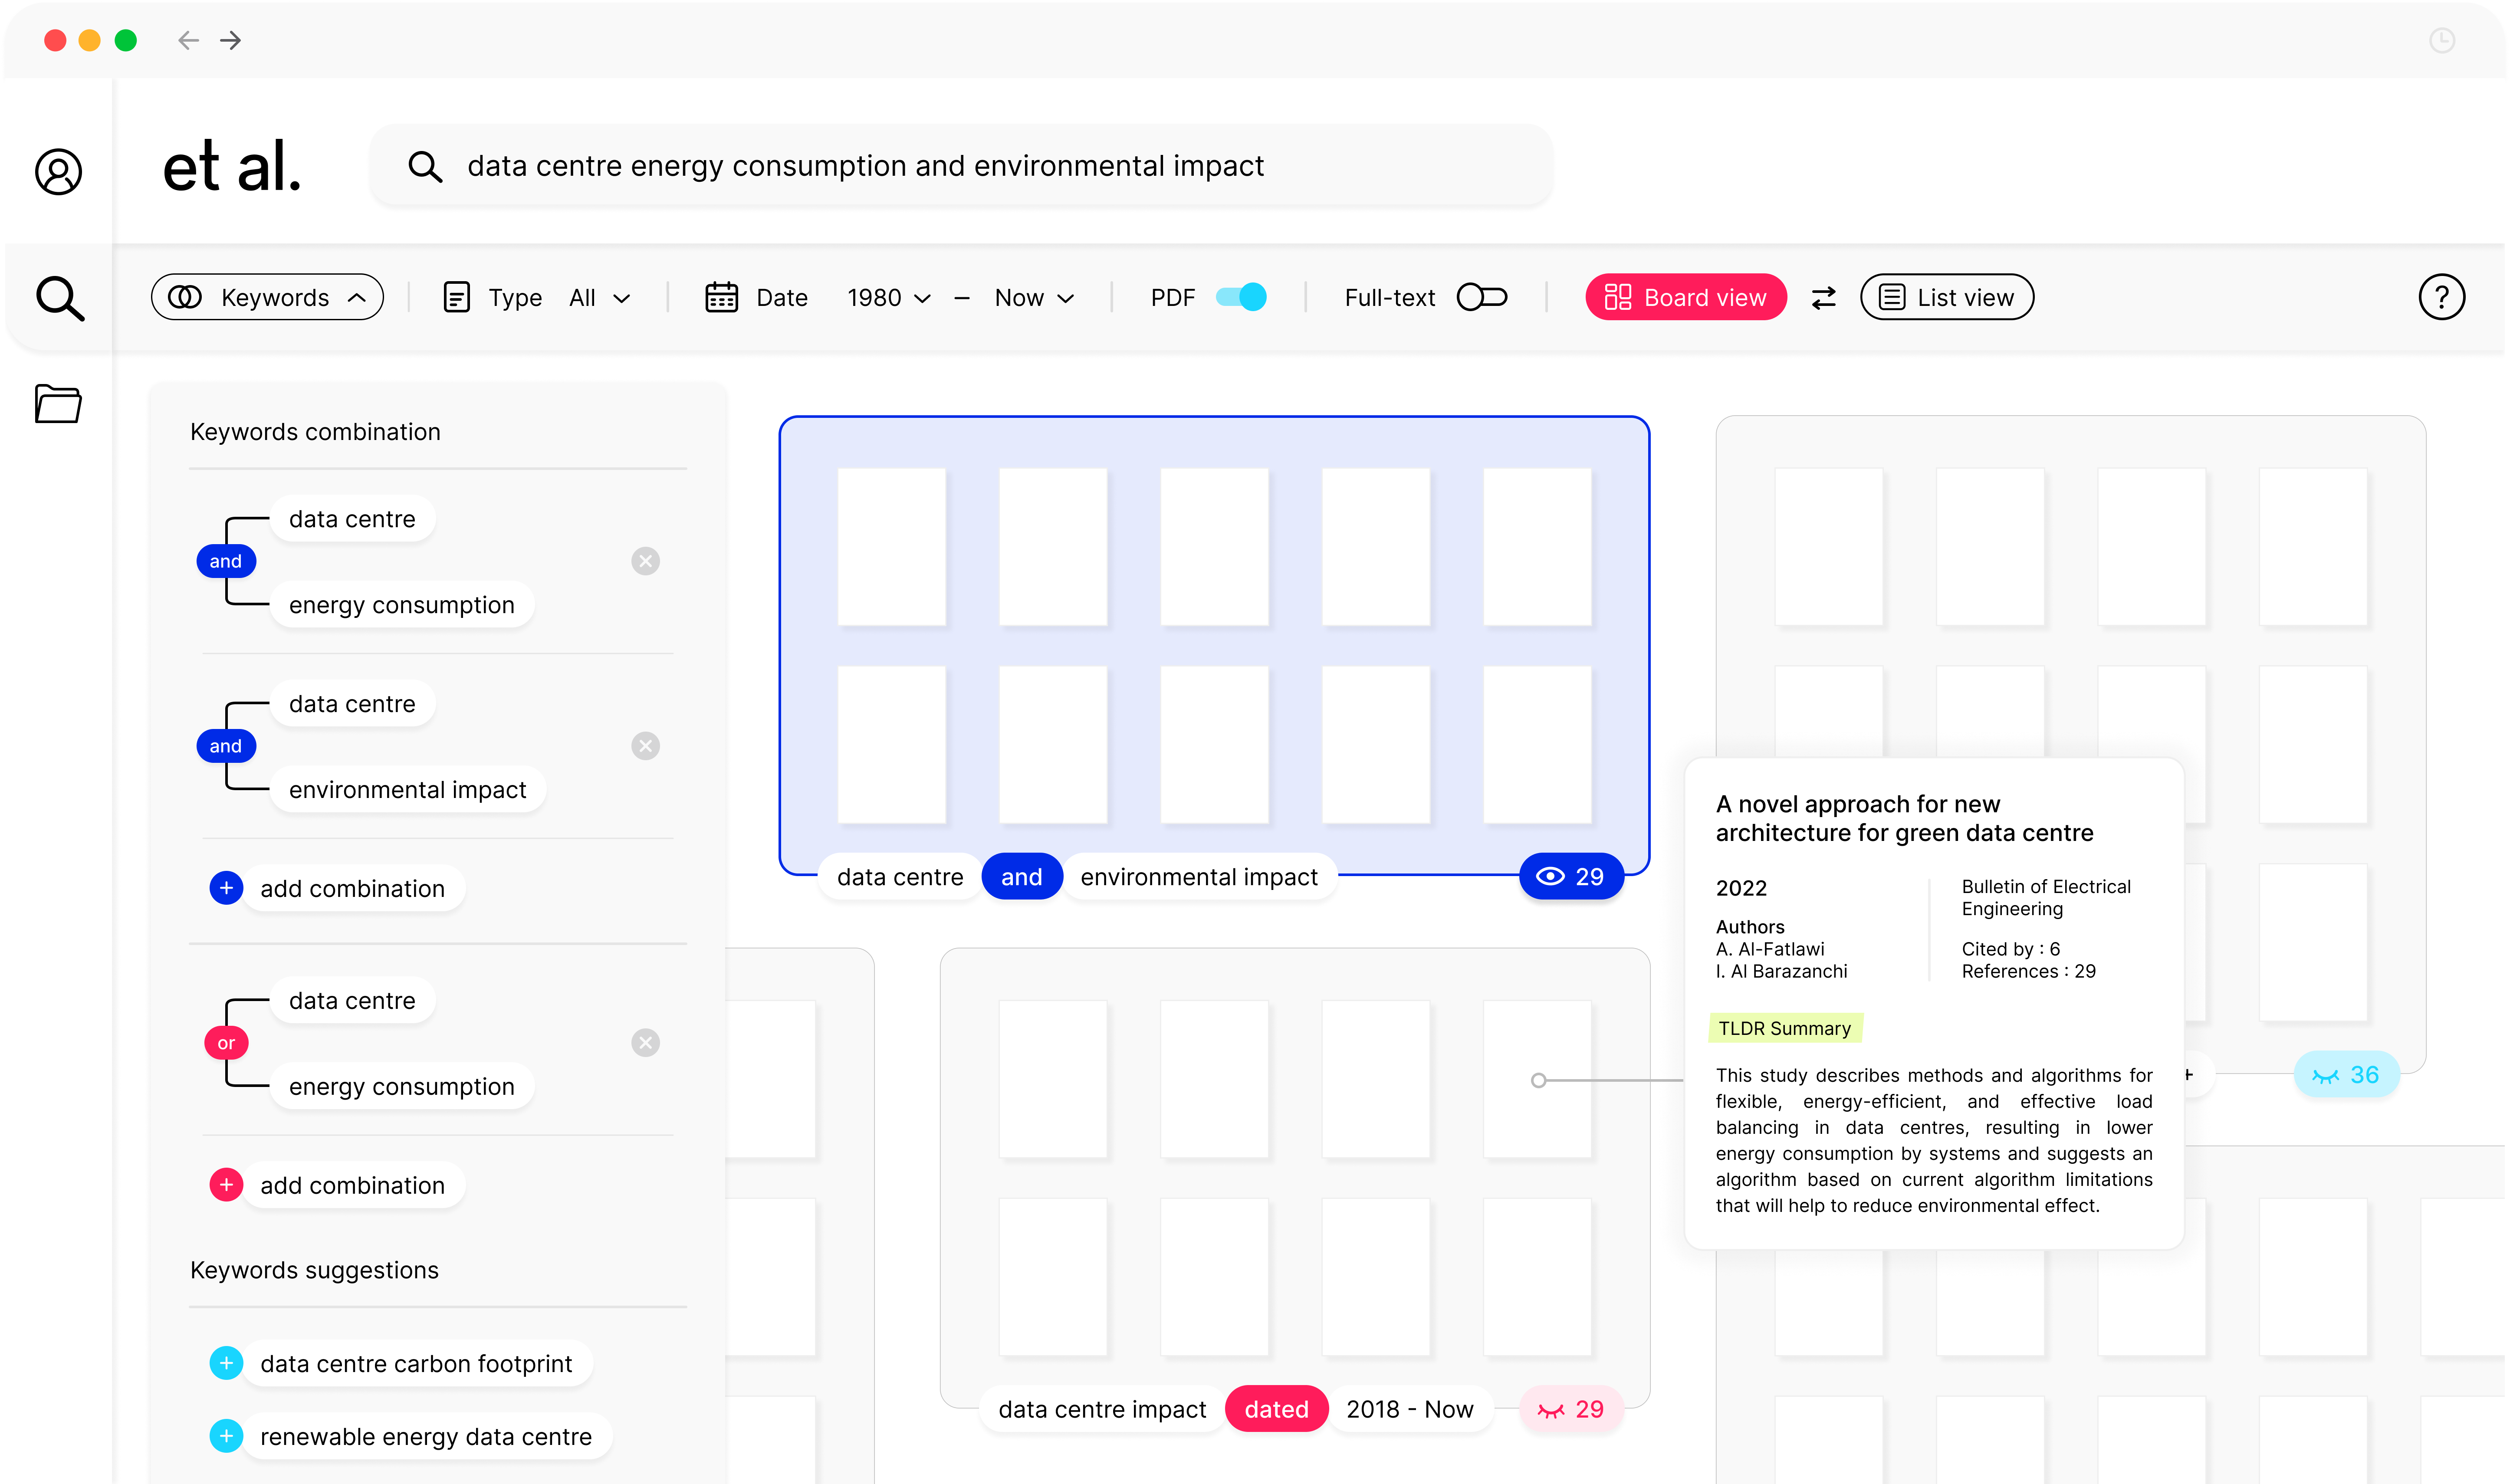 et al.
data centre energy consumption and environmental impact
Keywords
Type All
Date 1980 – Now
PDF
Full-text
Board view
List view
?
Keywords combination
data centre
and
energy consumption
data centre
and
environmental impact
+ add combination
data centre
or
energy consumption
+ add combination
Keywords suggestions
+ data centre carbon footprint
+ renewable energy data centre
data centre and environmental impact
29
A novel approach for new
architecture for green data centre
2022
Authors
A. Al-Fatlawi
I. Al Barazanchi
Bulletin of Electrical
Engineering
Cited by : 6
References : 29
TLDR Summary
This study describes methods and algorithms for
flexible, energy-efficient, and effective load
balancing in data centres, resulting in lower
energy consumption by systems and suggests an
algorithm based on current algorithm limitations
that will help to reduce environmental effect.
+
36
data centre impact dated 2018 - Now
29